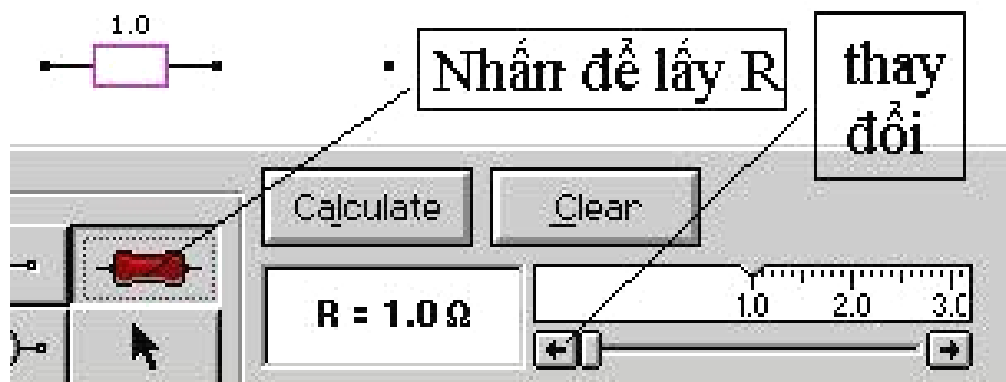 1.0
Nhấn để lấy R
thay
đổi
Calculate
Clear
R = 1.0 Ω
1.0 2.0 3.0